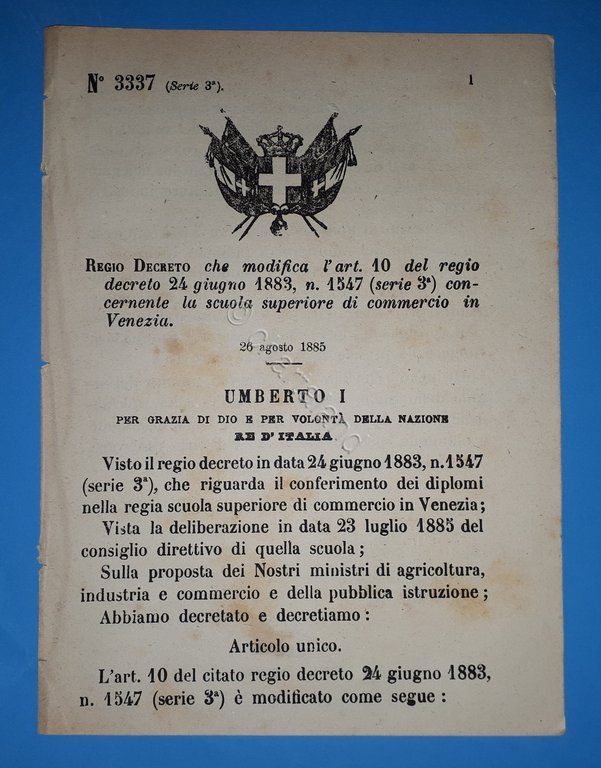 N° 3337 (Serie 3ª).
1
REGIO DECRETO che modifica l'art. 10 del regio
decreto 24 giugno 1883, n. 1547 (serie 3ª) con-
cernente la scuola superiore di commercio in
Venezia.
26 agosto 1885
UMBERTO I
PER GRAZIA DI DIO E PER VOLONTÀ DELLA NAZIONE
RE D'ITALIA
Visto il regio decreto in data 24 giugno 1883, n. 1547
(serie 3ª), che riguarda il conferimento dei diplomi
nella regia scuola superiore di commercio in Venezia;
Vista la deliberazione in data 23 luglio 1885 del
consiglio direttivo di quella scuola;
Sulla proposta dei Nostri ministri di agricoltura,
industria e commercio e della pubblica istruzione;
Abbiamo decretato e decretiamo:
Articolo unico.
L'art. 10 del citato regio decreto 24 giugno 1883,
n. 1547 (serie 3ª) è modificato come segue: